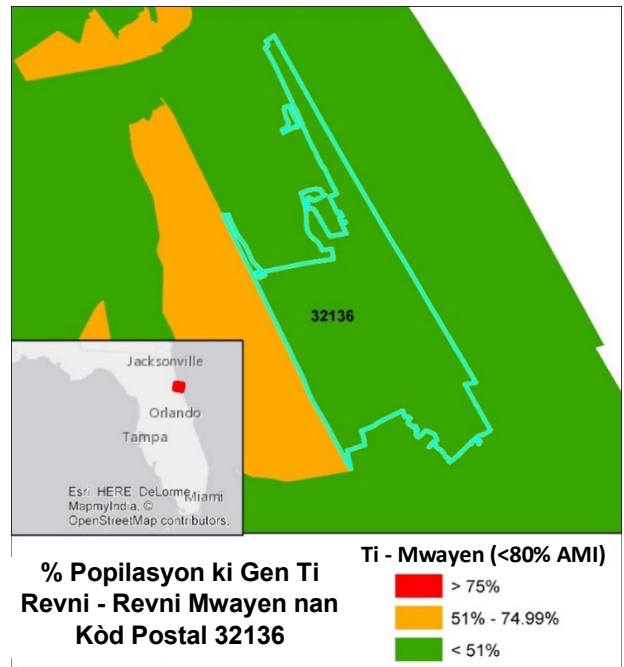 32136
Jacksonville
Orlando
Tampa
Miami
Esri, HERE, DeLorme,
MapmyIndia, ©
OpenStreetMap contributors,
% Popilasyon ki Gen Ti
Revni - Revni Mwayen nan
Kòd Postal 32136
Ti - Mwayen (<80% AMI)
> 75%
51% - 74.99%
< 51%